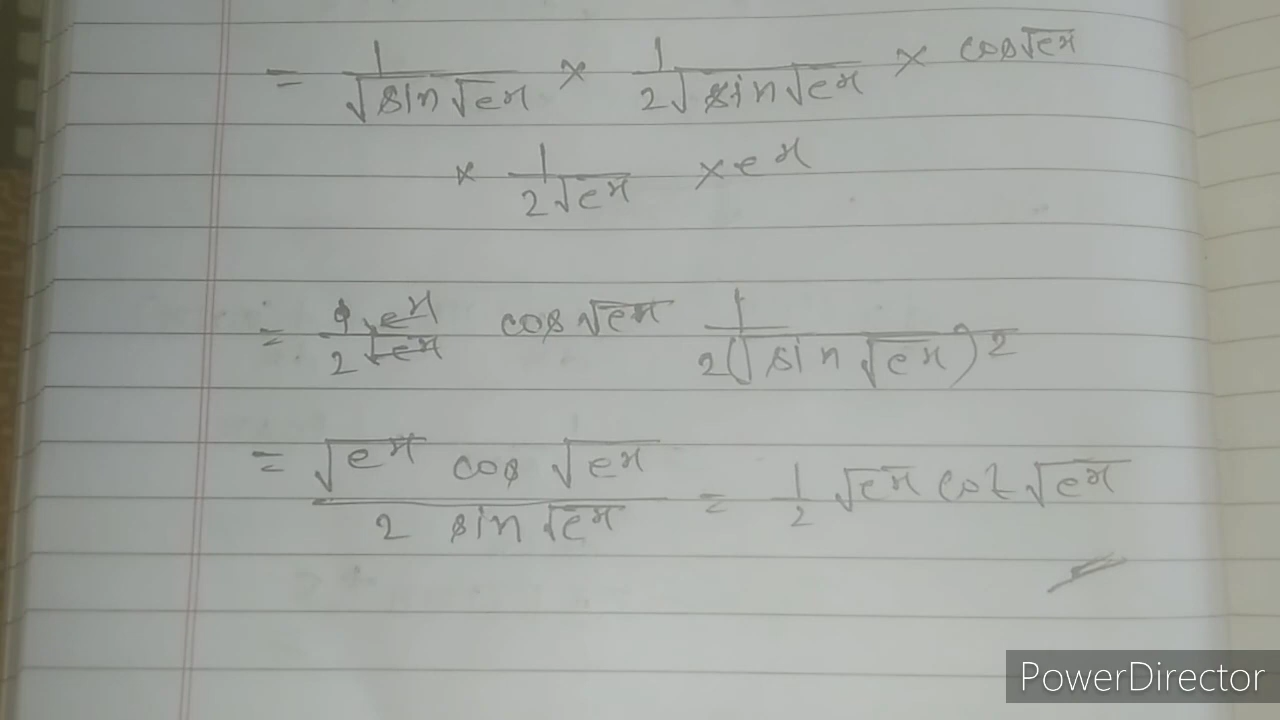 = 1/√(sin√(eˣ)) × 1/(2√(sin√(eˣ))) × cos√(eˣ)
× 1/(2√(eˣ)) × eˣ
= 1·eˣ/(2√(eˣ)) cos√(eˣ) 1/(2(√(sin√(eˣ)))²)
= (√(eˣ) cos√(eˣ))/(2 sin√(eˣ)) = 1/2 √(eˣ) cot√(eˣ)
PowerDirector